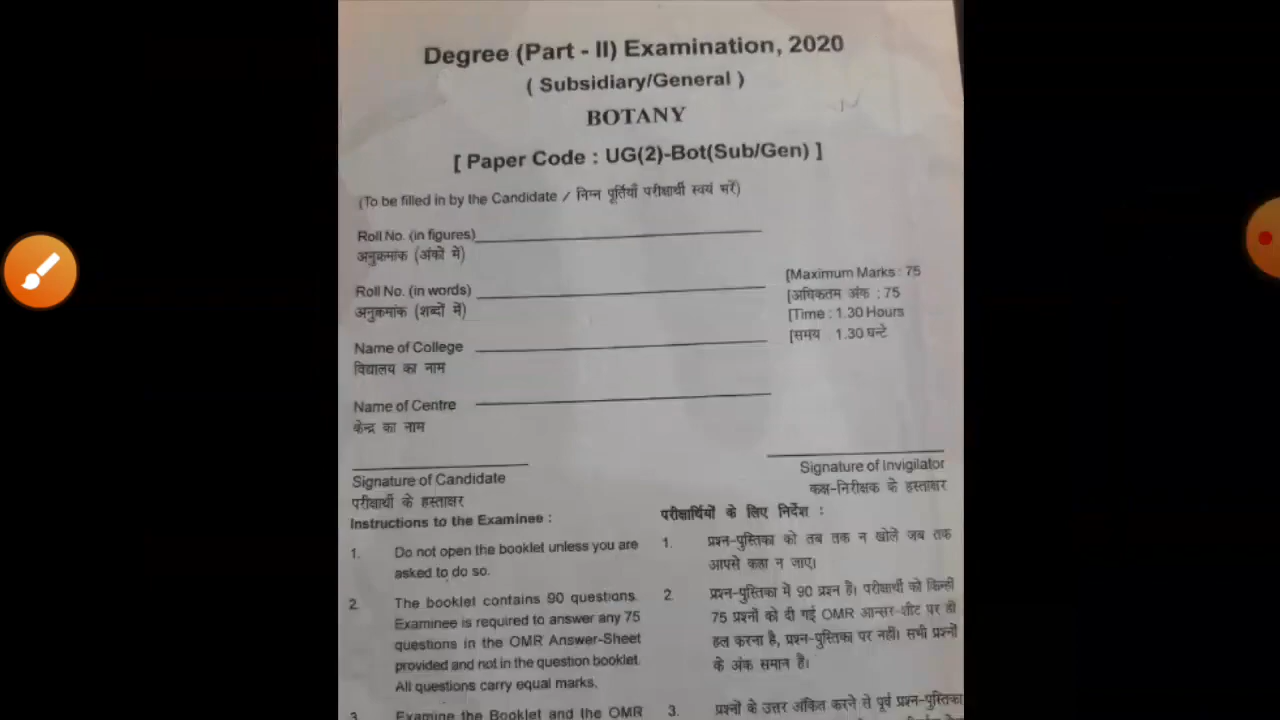 Degree (Part - II) Examination, 2020
( Subsidiary/General )
BOTANY
[ Paper Code : UG(2)-Bot(Sub/Gen) ]
(To be filled in by the Candidate / निम्न पूर्तियाँ परीक्षार्थी स्वयं भरें)
Roll No. (in figures)
अनुक्रमांक (अंकों में)
Roll No. (in words)
अनुक्रमांक (शब्दों में)
[Maximum Marks : 75
[अधिकतम अंक : 75
[Time : 1.30 Hours
[समय 1.30 घन्टे
Name of College
विद्यालय का नाम
Name of Centre
केन्द्र का नाम
Signature of Candidate
परीक्षार्थी के हस्ताक्षर
Signature of Invigilator
कक्ष-निरीक्षक के हस्ताक्षर
Instructions to the Examinee :
1. Do not open the booklet unless you are
asked to do so.
2. The booklet contains 90 questions.
Examinee is required to answer any 75
questions in the OMR Answer-Sheet
provided and not in the question booklet.
All questions carry equal marks.
3. Examine the Booklet and the OMR
परीक्षार्थियों के लिए निर्देश :
1. प्रश्न-पुस्तिका को तब तक न खोलें जब तक
आपसे कहा न जाए।
2. प्रश्न-पुस्तिका में 90 प्रश्न हैं। परीक्षार्थी को किन्हीं
75 प्रश्नों को दी गई OMR आन्सर-शीट पर ही
हल करना है, प्रश्न-पुस्तिका पर नहीं। सभी प्रश्नों
के अंक समान हैं।
3. प्रश्नों के उत्तर अंकित करने से पूर्व प्रश्न-पुस्तिका